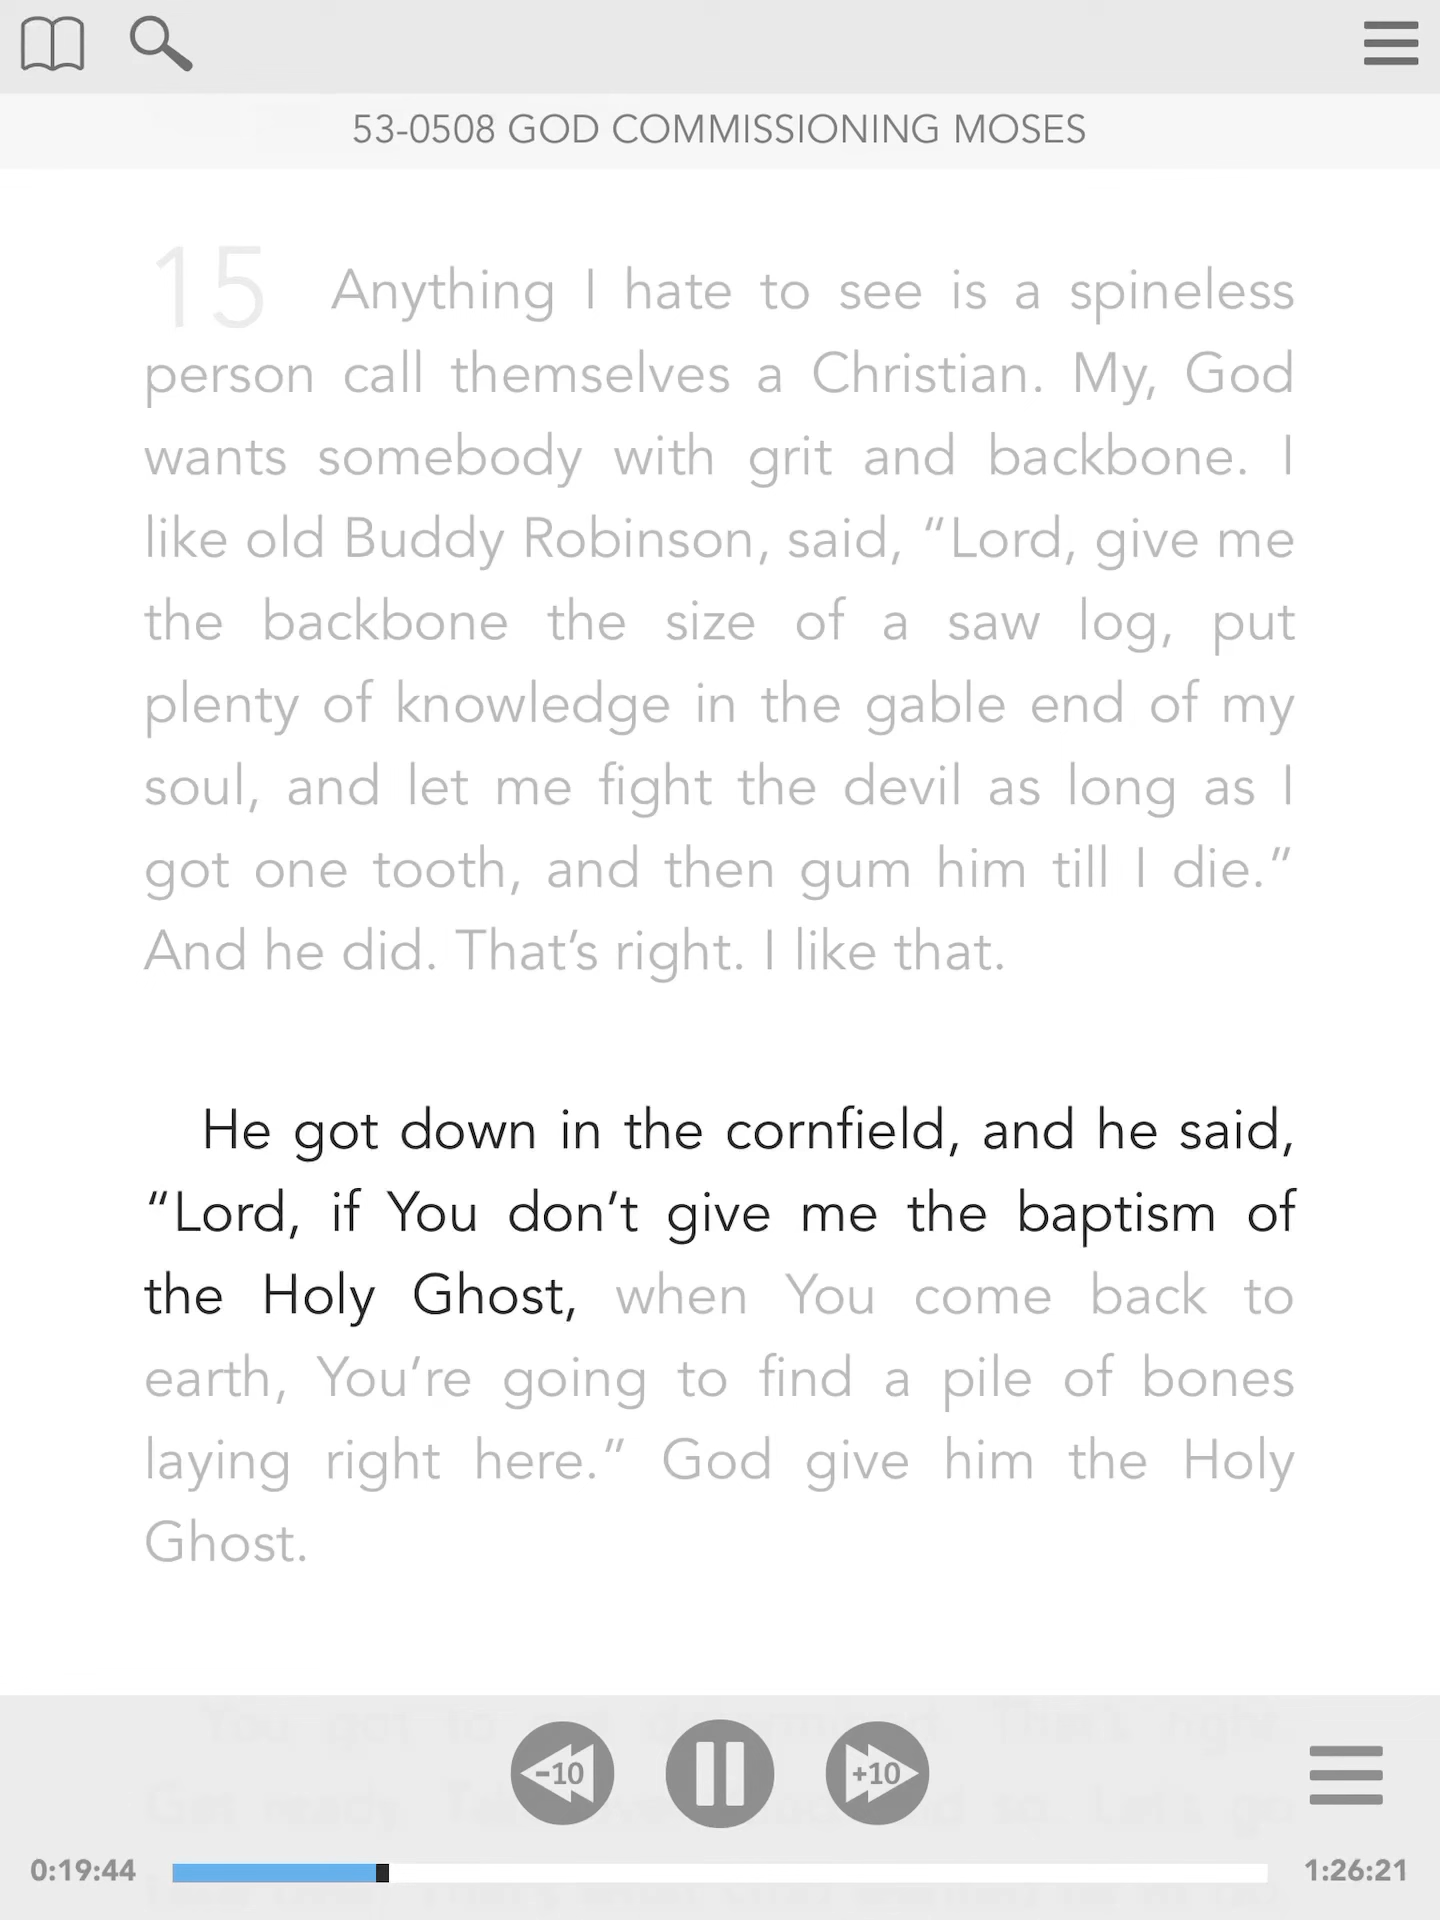 53-0508 GOD COMMISSIONING MOSES
15 Anything I hate to see is a spineless
person call themselves a Christian. My, God
wants somebody with grit and backbone. I
like old Buddy Robinson, said, “Lord, give me
the backbone the size of a saw log, put
plenty of knowledge in the gable end of my
soul, and let me fight the devil as long as I
got one tooth, and then gum him till I die.”
And he did. That’s right. I like that.
He got down in the cornfield, and he said,
“Lord, if You don’t give me the baptism of
the Holy Ghost, when You come back to
earth, You’re going to find a pile of bones
laying right here.” God give him the Holy
Ghost.
You got to That’s right.
-10 +10
0:19:44 1:26:21